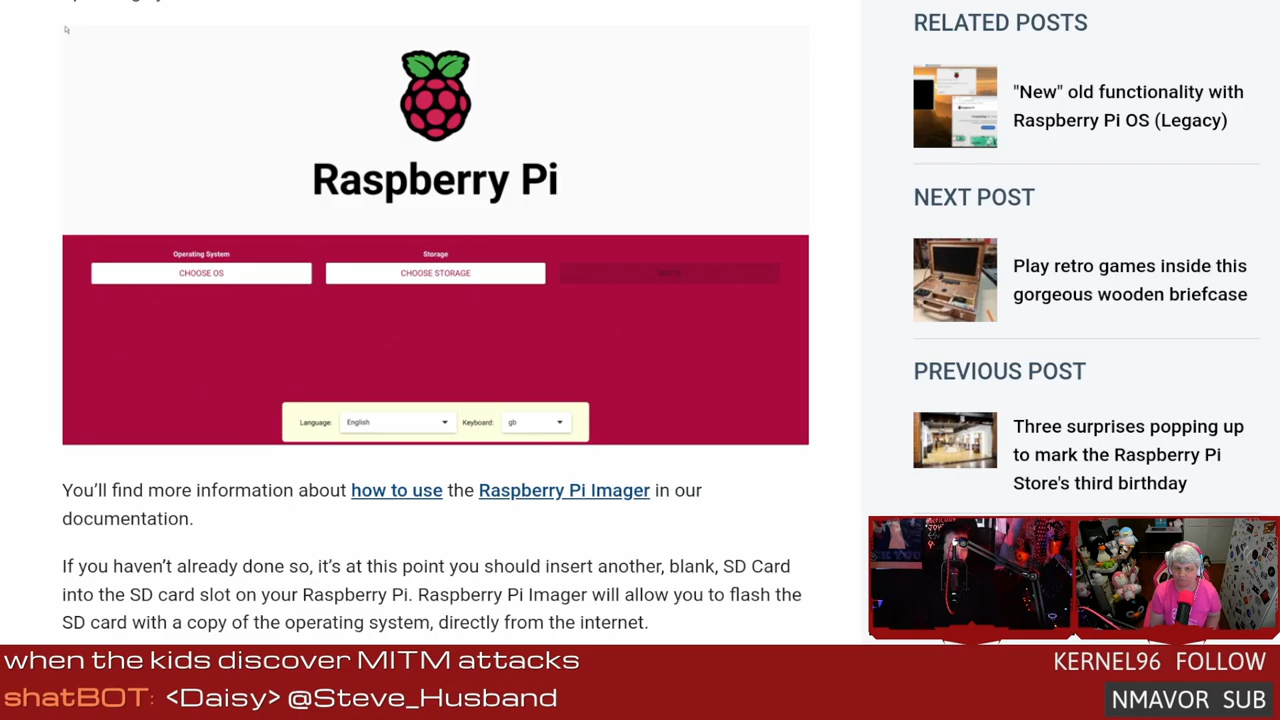 Raspberry Pi
Operating System
CHOOSE OS
Storage
CHOOSE STORAGE
WRITE
Language:
English
Keyboard:
gb
You'll find more information about how to use the Raspberry Pi Imager in our
documentation.
If you haven't already done so, it's at this point you should insert another, blank, SD Card
into the SD card slot on your Raspberry Pi. Raspberry Pi Imager will allow you to flash the
SD card with a copy of the operating system, directly from the internet.
RELATED POSTS
"New" old functionality with
Raspberry Pi OS (Legacy)
NEXT POST
Play retro games inside this
gorgeous wooden briefcase
PREVIOUS POST
Three surprises popping up
to mark the Raspberry Pi
Store's third birthday
when the kids discover MITM attacks
shatBOT: <Daisy> @Steve_Husband
KERNEL96 FOLLOW
NMAVOR SUB